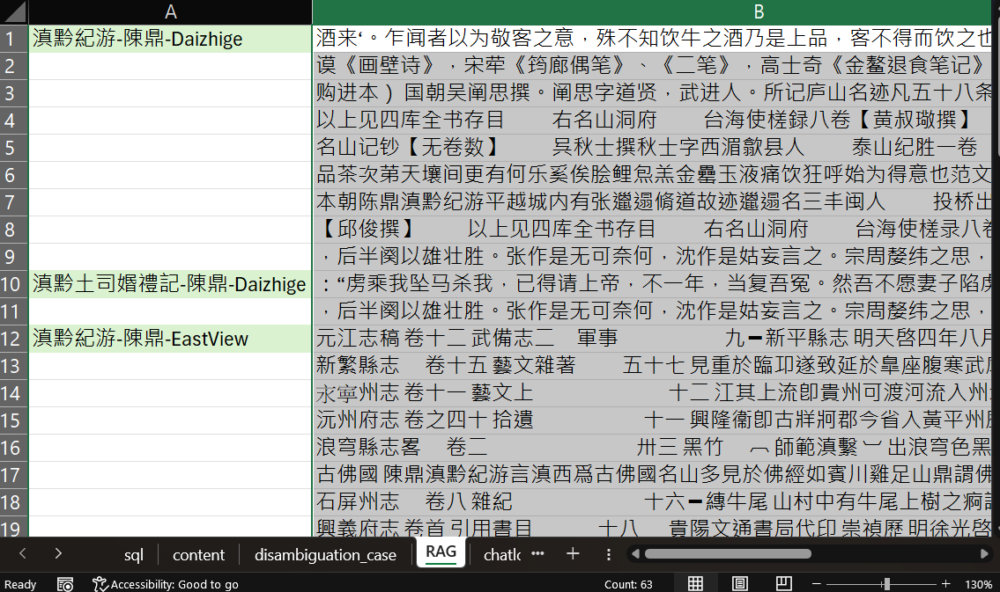 A B
1 滇黔紀游-陳鼎-Daizhige 酒来‘。乍闻者以为敬客之意，殊不知饮牛之酒乃是上品，客不得而饮之也
2 谟《画壁诗》，宋荦《筠廊偶笔》、《二笔》，高士奇《金鳌退食笔记》
3 购进本﹞国朝吴阐思撰。阐思字道贤，武进人。所记庐山名迹凡五十八条
4 以上见四库全书存目 右名山洞府 台海使槎録八卷【黄叔璥撰】
5 名山记钞【无卷数】 呉秋士撰秋士字西湄歙县人 泰山纪胜一卷
6 品茶次第天壤间更有何乐奚俟脍鲤炰羔金罍玉液痛饮狂呼始为得意也范文
7 本朝陈鼎滇黔纪游平越城内有张邋遢脩道故迹邋遢名三丰闽人 投桥出
8 【邱俊撰】 以上见四库全书存目 右名山洞府 台海使槎录八卷
9 ，后半阕以雄壮胜。张作是无可奈何，沈作是姑妄言之。宗周嫠纬之思，
10 滇黔土司婚禮記-陳鼎-Daizhige ：“虏乘我坠马杀我，已得请上帝，不一年，当复吾冤。然吾不愿妻子陷虏
11 ，后半阕以雄壮胜。张作是无可奈何，沈作是姑妄言之。宗周嫠纬之思，
12 滇黔紀游-陳鼎-EastView 元江志稿 卷十二 武備志二 軍事 九 ━ 新平縣志 明天啓四年八月
13 新繁縣志 卷十五 藝文雜著 五十七 見重於臨卭遂致延於皐座腹寒武
14 永寧州志 卷十一 藝文上 十二 江其上流卽貴州可渡河流入州
15 沅州府志 卷之四十 拾遺 十一 興隆衞卽古牂牁郡今省入黃平州
16 浪穹縣志畧 卷二 卅三 黑竹 ︵ 師範滇繫 ︶ 出浪穹色黑
17 古佛國 陳鼎滇黔紀游言滇西爲古佛國名山多見於佛經如賓川雞足山鼎謂佛
18 石屏州志 卷八 雜紀 十六 ━ 縛牛尾 山村中有牛尾上樹之痾
19 興義府志 卷首 引用書目 十八 貴陽文通書局代印 崇禎歷 明徐光啓
sql content disambiguation_case RAG chatlc ··· +
Ready Accessibility: Good to go Count: 63 130%